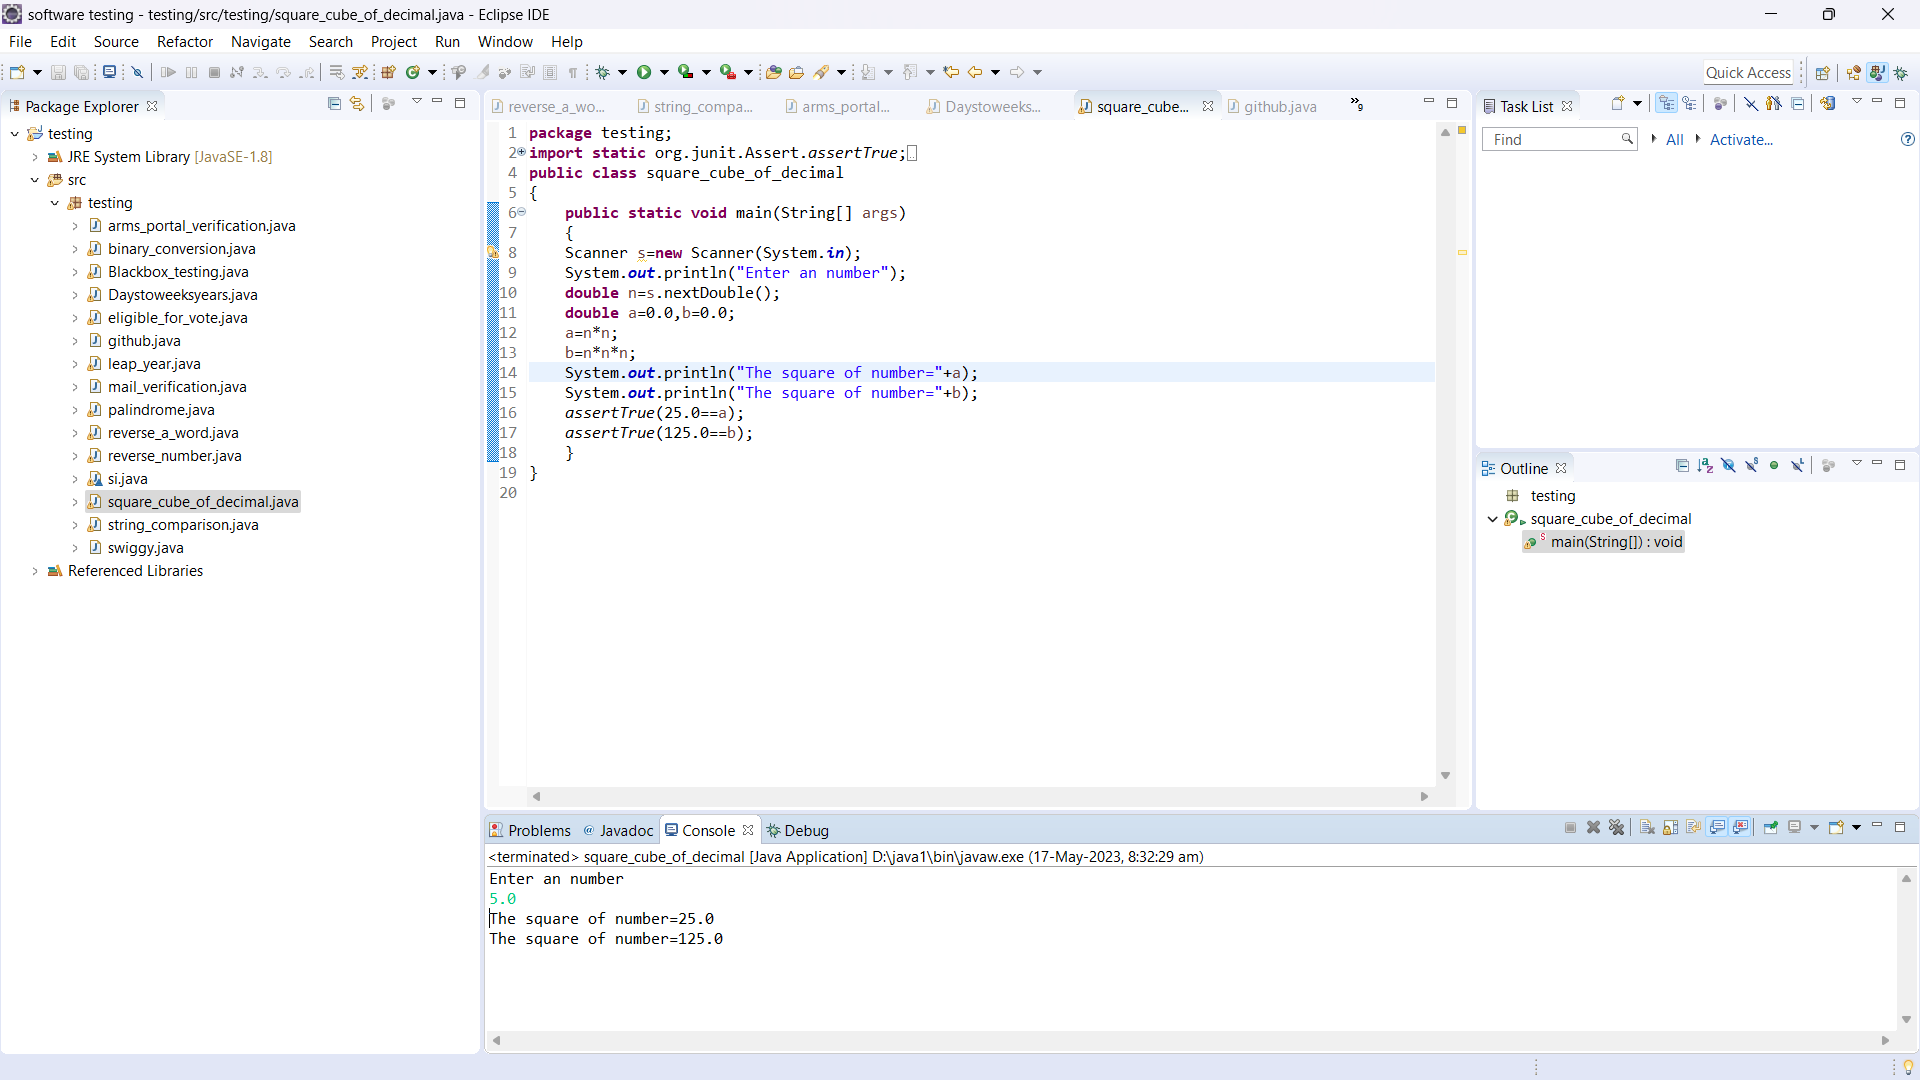 software testing - testing/src/testing/square_cube_of_decimal.java - Eclipse IDE
File Edit Source Refactor Navigate Search Project Run Window Help
Quick Access
Package Explorer
testing
JRE System Library [JavaSE-1.8]
src
testing
arms_portal_verification.java
binary_conversion.java
Blackbox_testing.java
Daystoweeksyears.java
eligible_for_vote.java
github.java
leap_year.java
mail_verification.java
palindrome.java
reverse_a_word.java
reverse_number.java
si.java
square_cube_of_decimal.java
string_comparison.java
swiggy.java
Referenced Libraries
reverse_a_wo... string_compa... arms_portal... Daystoweeks... square_cube... github.java »9
1 package testing;
2 import static org.junit.Assert.assertTrue;
4 public class square_cube_of_decimal
5 {
6 public static void main(String[] args)
7 {
8 Scanner s=new Scanner(System.in);
9 System.out.println("Enter an number");
10 double n=s.nextDouble();
11 double a=0.0,b=0.0;
12 a=n*n;
13 b=n*n*n;
14 System.out.println("The square of number="+a);
15 System.out.println("The square of number="+b);
16 assertTrue(25.0==a);
17 assertTrue(125.0==b);
18 }
19 }
20
Task List
Find All Activate...
Outline
testing
square_cube_of_decimal
main(String[]) : void
Problems @ Javadoc Console Debug
<terminated> square_cube_of_decimal [Java Application] D:\java1\bin\javaw.exe (17-May-2023, 8:32:29 am)
Enter an number
5.0
The square of number=25.0
The square of number=125.0